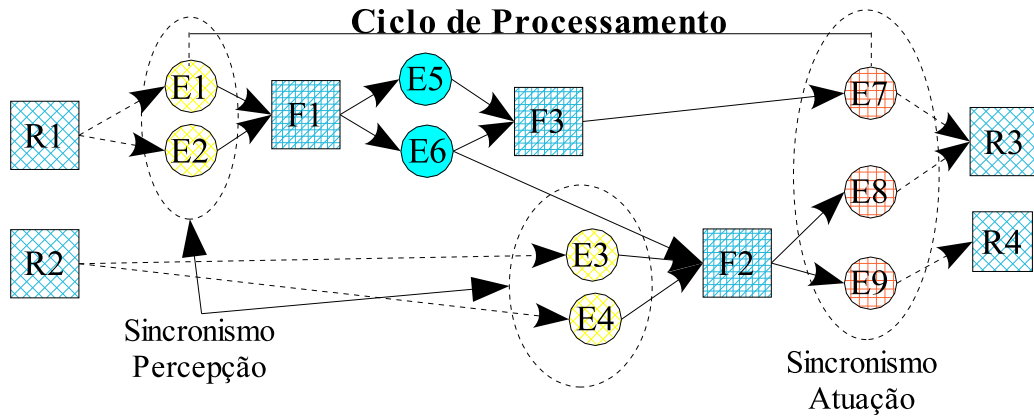 Ciclo de Processamento
E1
E5
E7
R1
F1
F3
R3
E2
E6
E8
R2
E3
F2
R4
E9
E4
Sincronismo
Percepção
Sincronismo
Atuação